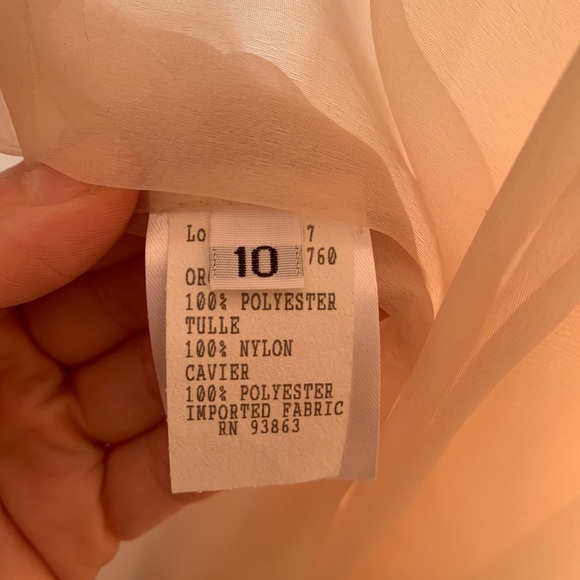 Lo 7
760
10
OR
100% POLYESTER
TULLE
100% NYLON
CAVIER
100% POLYESTER
IMPORTED FABRIC
RN 93863